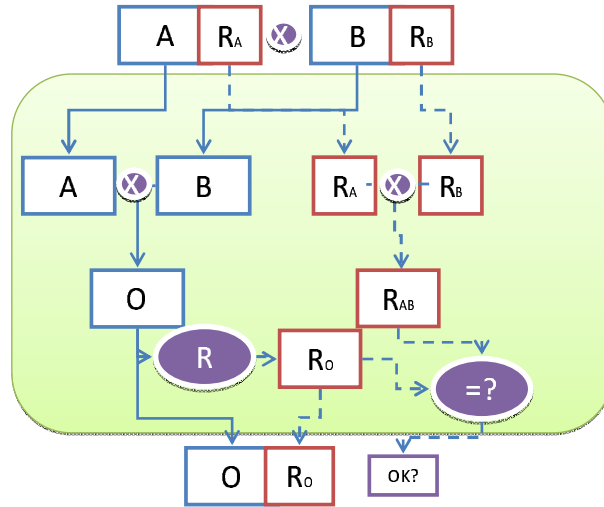 A RA X B RB
A X B RA X RB
O RAB
R RO =?
O RO OK?